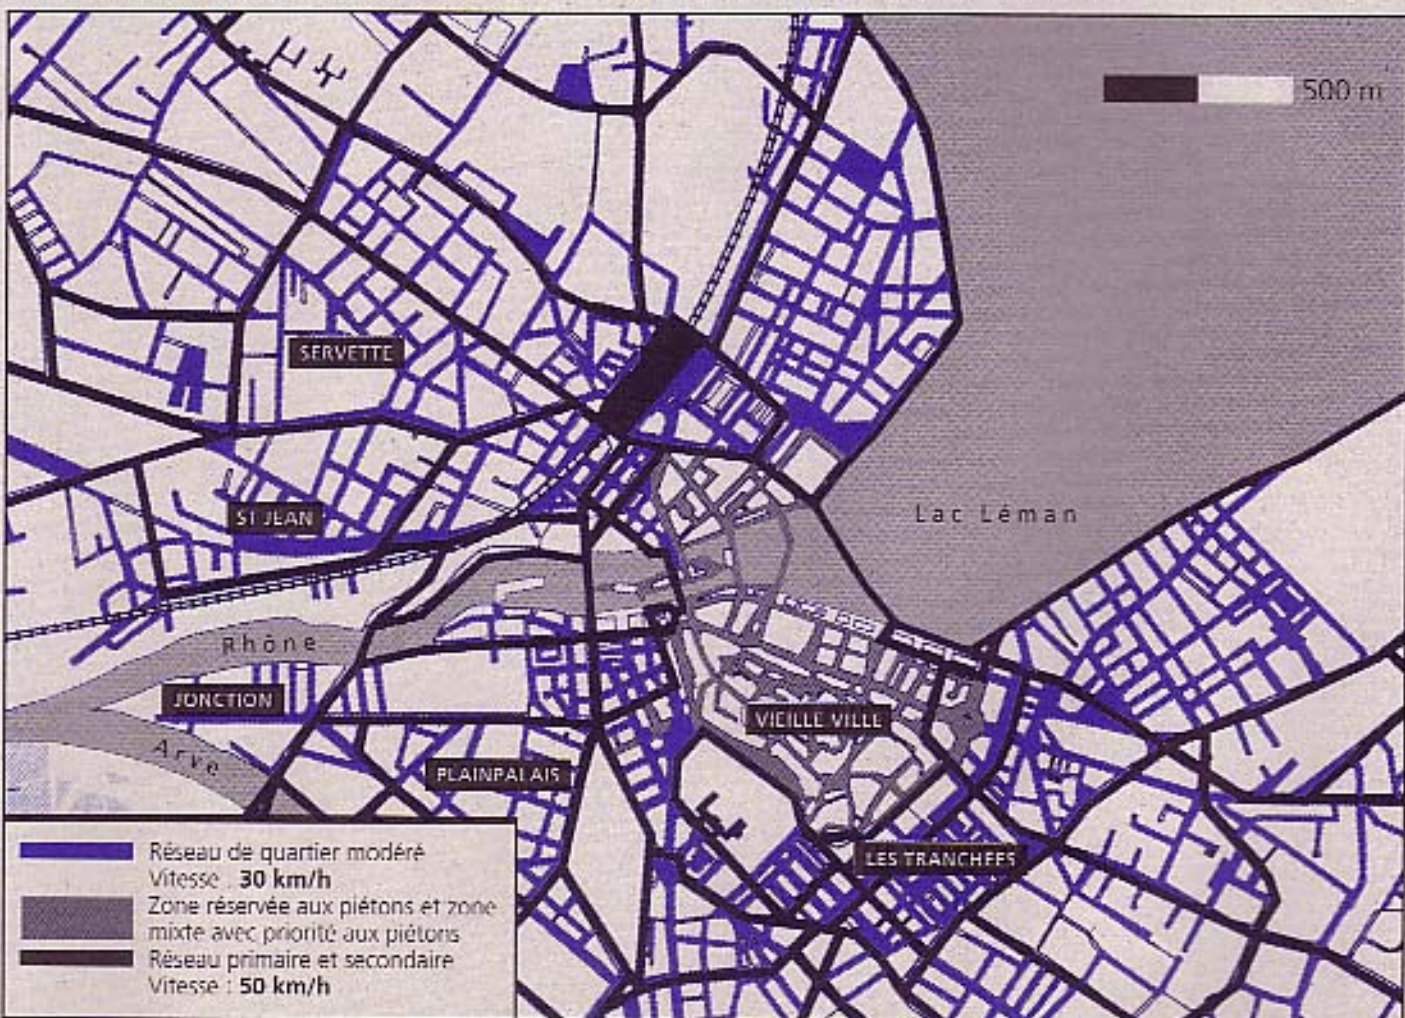 500 m
SERVETTE
ST JEAN
Lac Léman
Rhône
JONCTION
VIEILLE VILLE
Arve
PLAINPALAIS
LES TRANCHEES
Réseau de quartier modéré
Vitesse : 30 km/h
Zone réservée aux piétons et zone
mixte avec priorité aux piétons
Réseau primaire et secondaire
Vitesse : 50 km/h